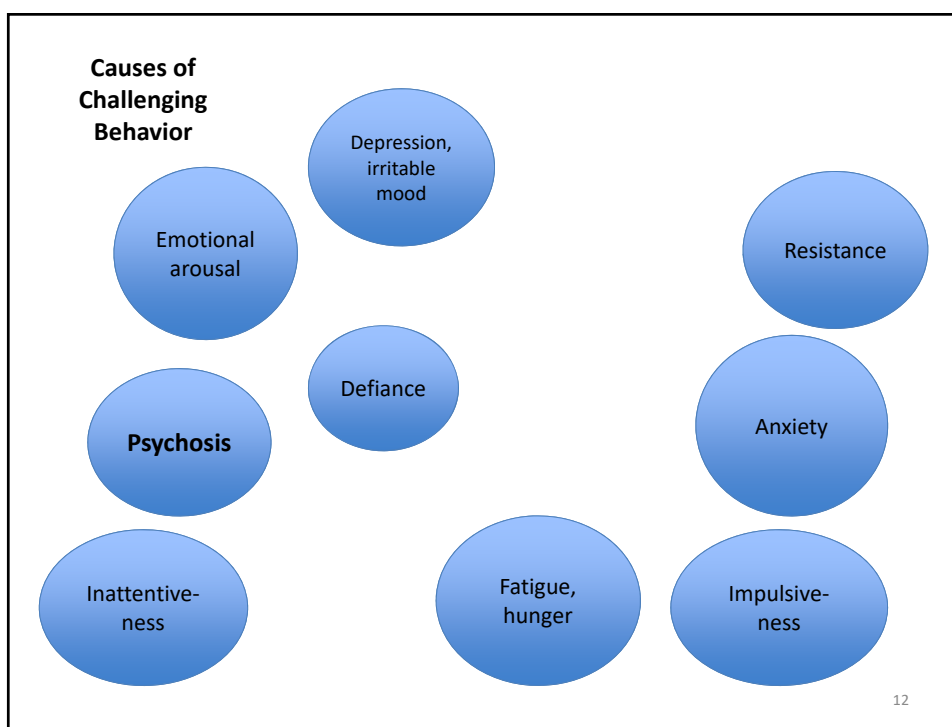 Causes of
Challenging
Behavior
Depression,
irritable
mood
Emotional
arousal
Resistance
Defiance
Anxiety
Psychosis
Inattentive-
ness
Fatigue,
hunger
Impulsive-
ness
12